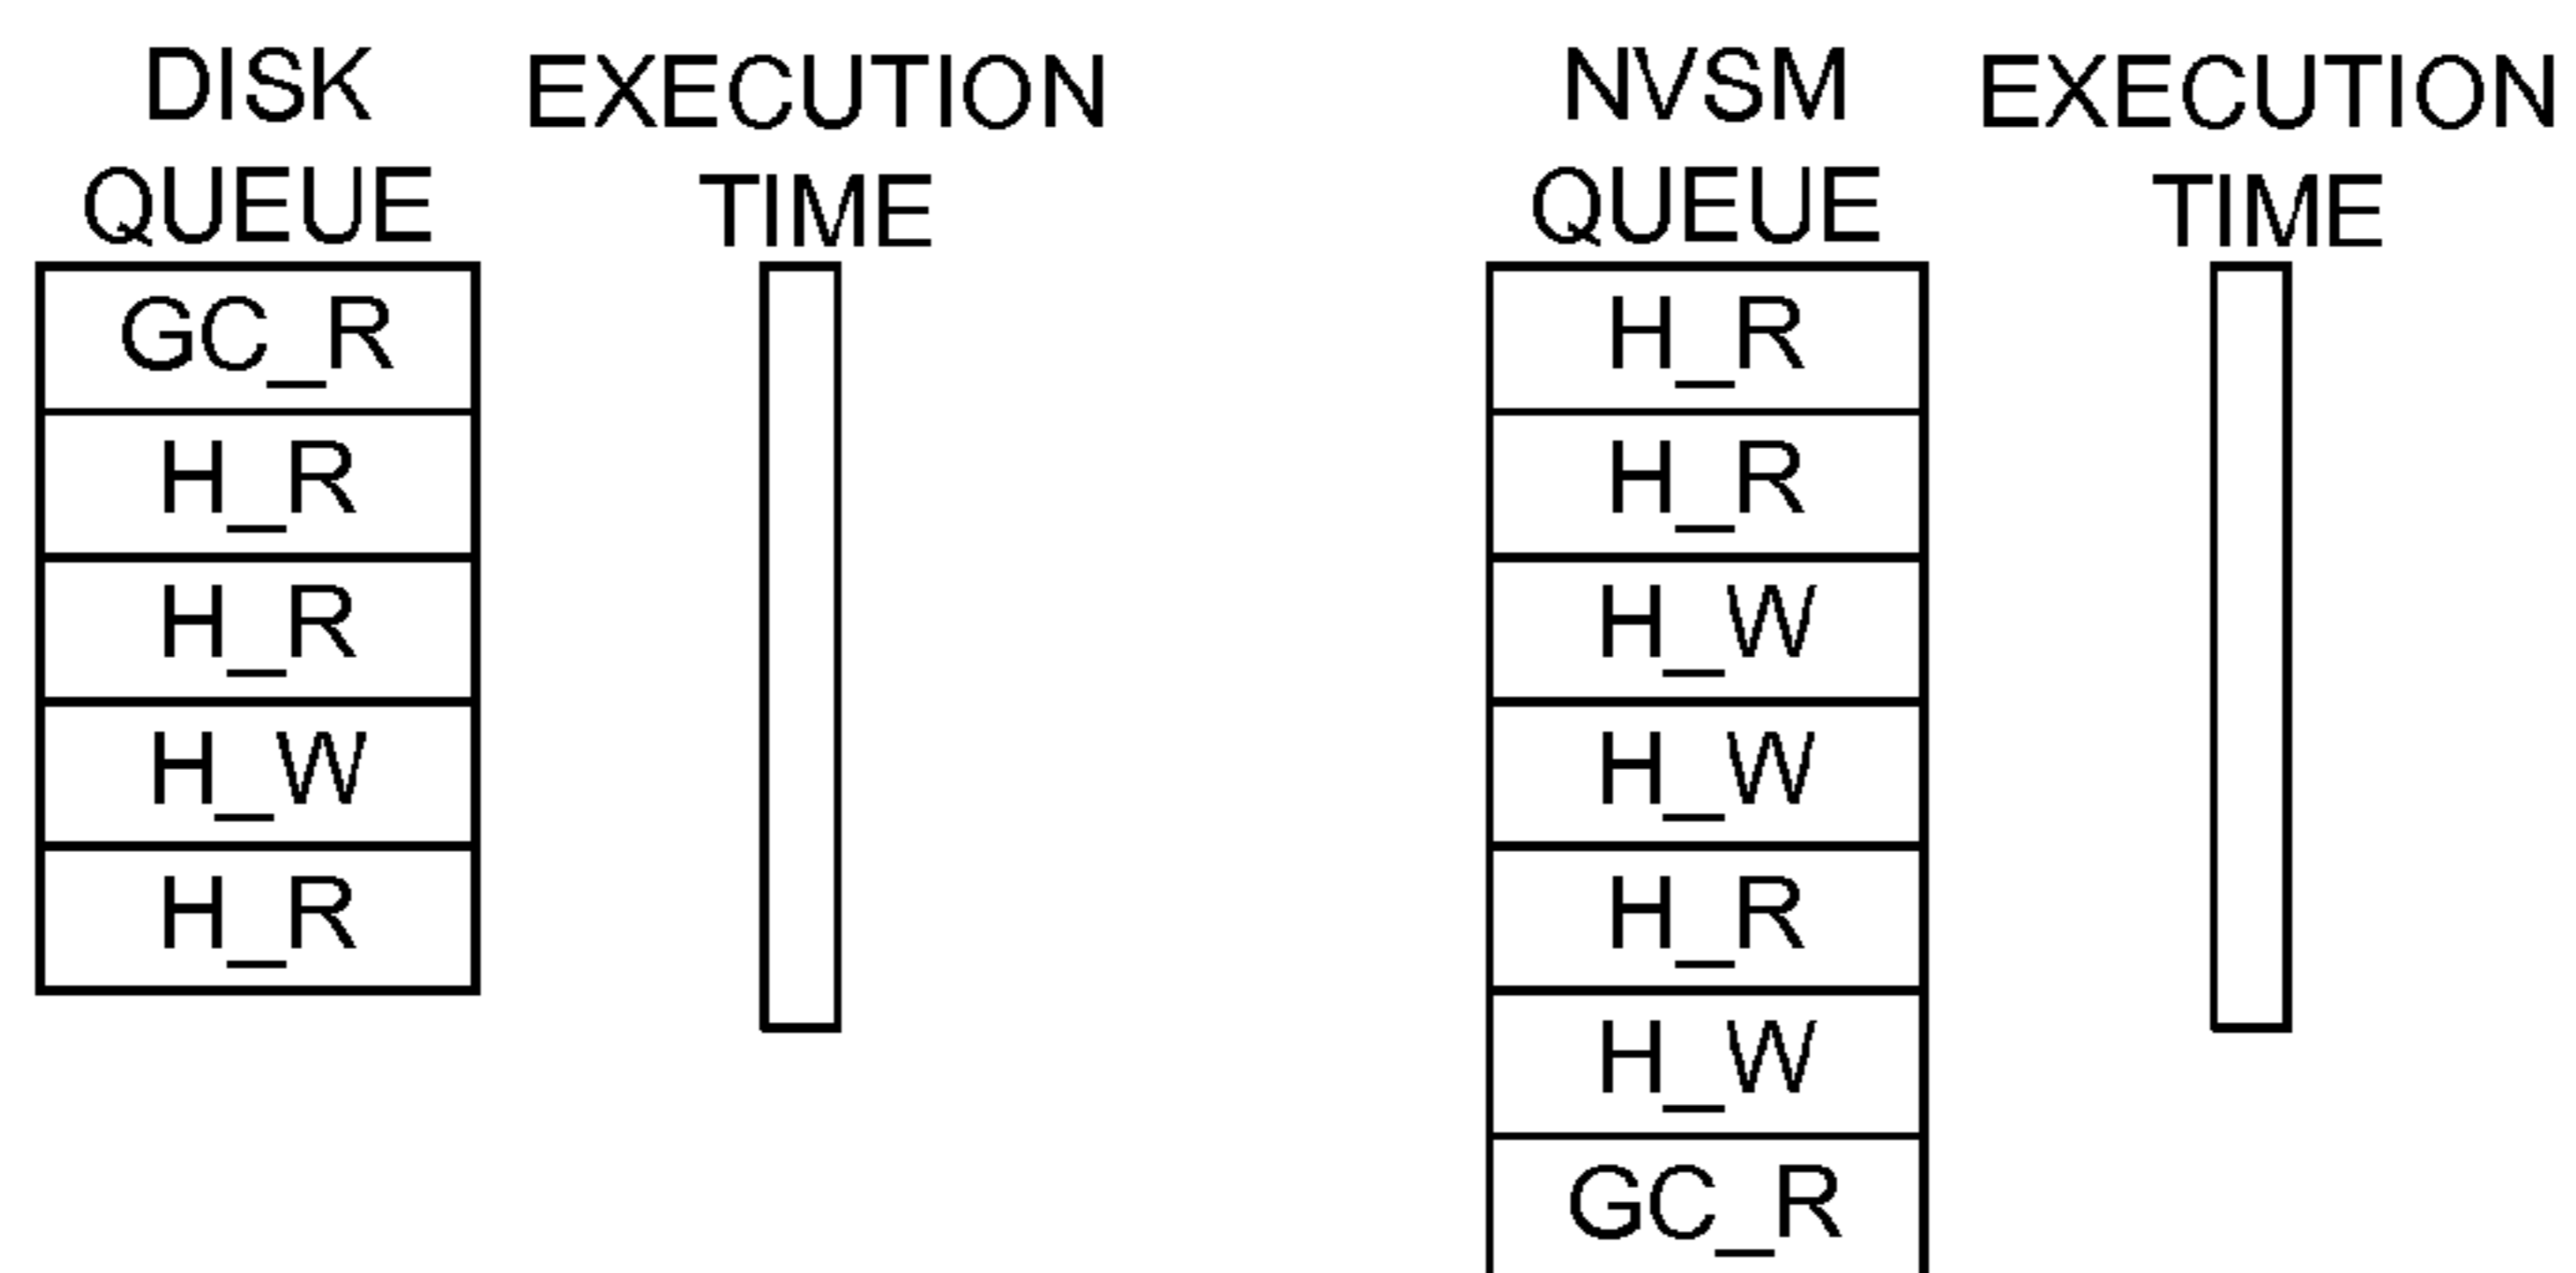 DISK
QUEUE
EXECUTION
TIME
GC_R
H_R
H_R
H_W
H_R
NVSM
QUEUE
EXECUTION
TIME
H_R
H_R
H_W
H_W
H_R
H_W
GC_R